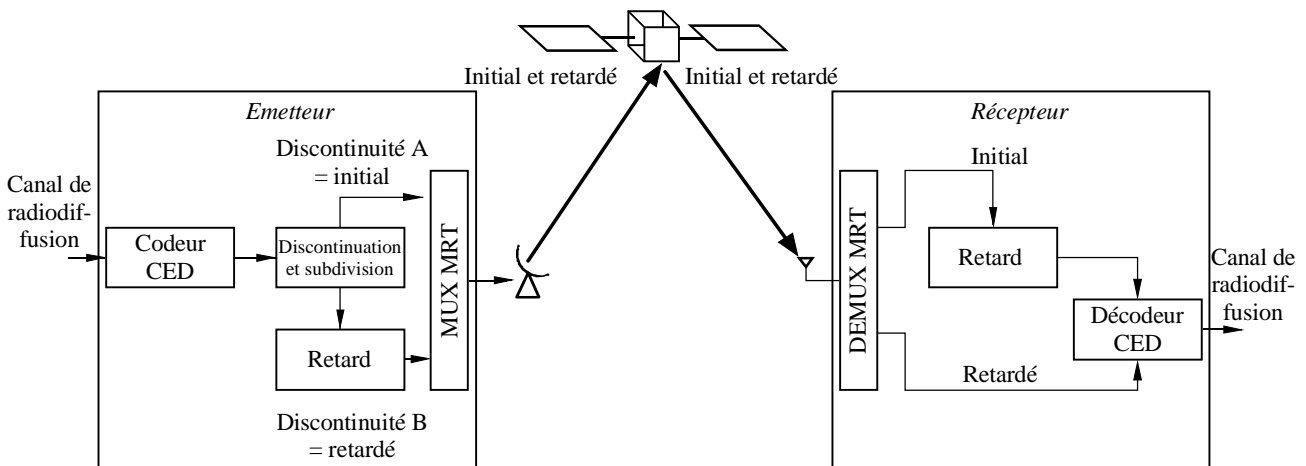 Initial et retardé
Initial et retardé
Emetteur
Récepteur
Discontinuité A
= initial
Initial
Canal de
radiodif-
fusion
Codeur
CED
Discontinuation
et subdivision
MUX MRT
DEMUX MRT
Retard
Canal de
radiodif-
fusion
Décodeur
CED
Retard
Retardé
Discontinuité B
= retardé